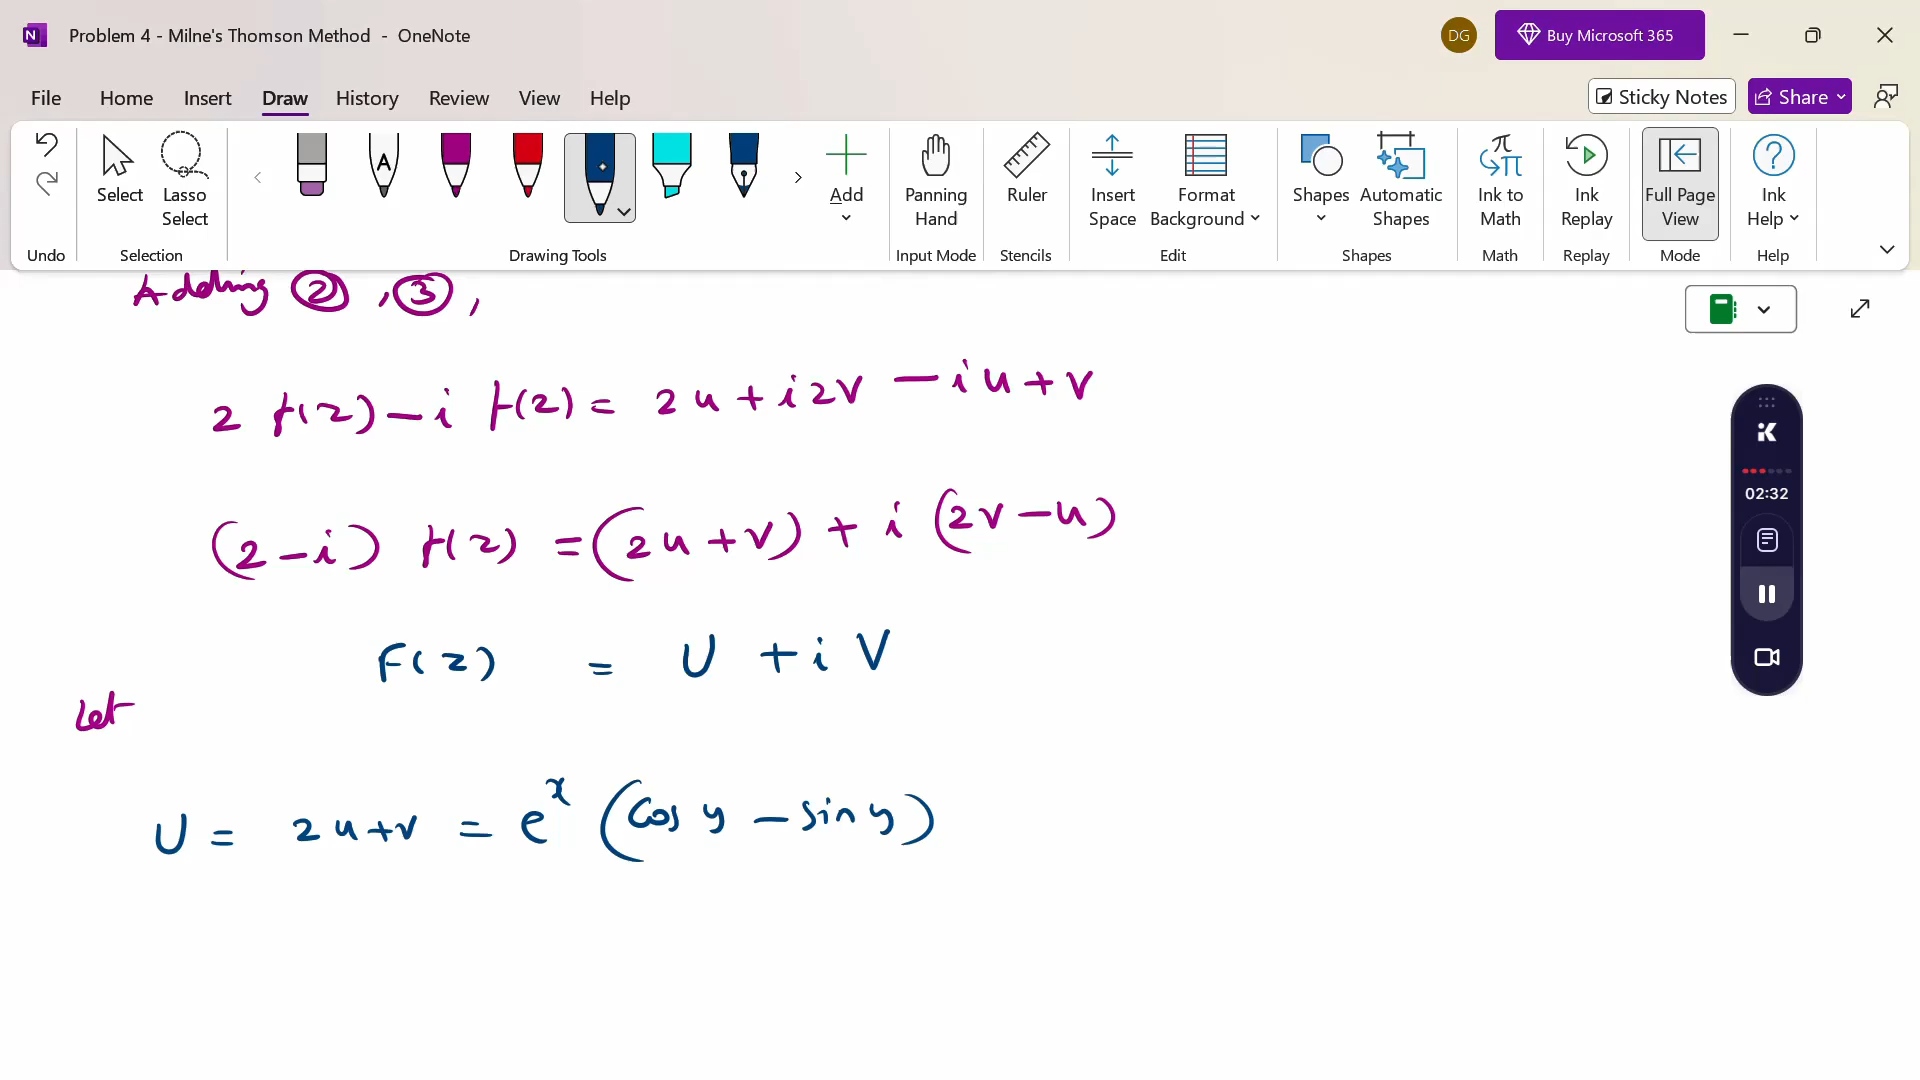 Problem 4 - Milne's Thomson Method - OneNote
DG
Buy Microsoft 365
File Home Insert Draw History Review View Help
Sticky Notes
Share
A
Select
Lasso Select
Add
Panning Hand
Ruler
Insert Space
Format Background
Shapes
Automatic Shapes
Ink to Math
Ink Replay
Full Page View
Ink Help
Undo Selection Drawing Tools Input Mode Stencils Edit Shapes Math Replay Mode Help
Adding ②, ③,
2 f(z) - i f(z) = 2u + i2v - iu + v
(2 - i) f(z) = (2u + v) + i (2v - u)
F(z) = U + i V
Let
U = 2u+v = e^x (cos y - sin y)
02:32